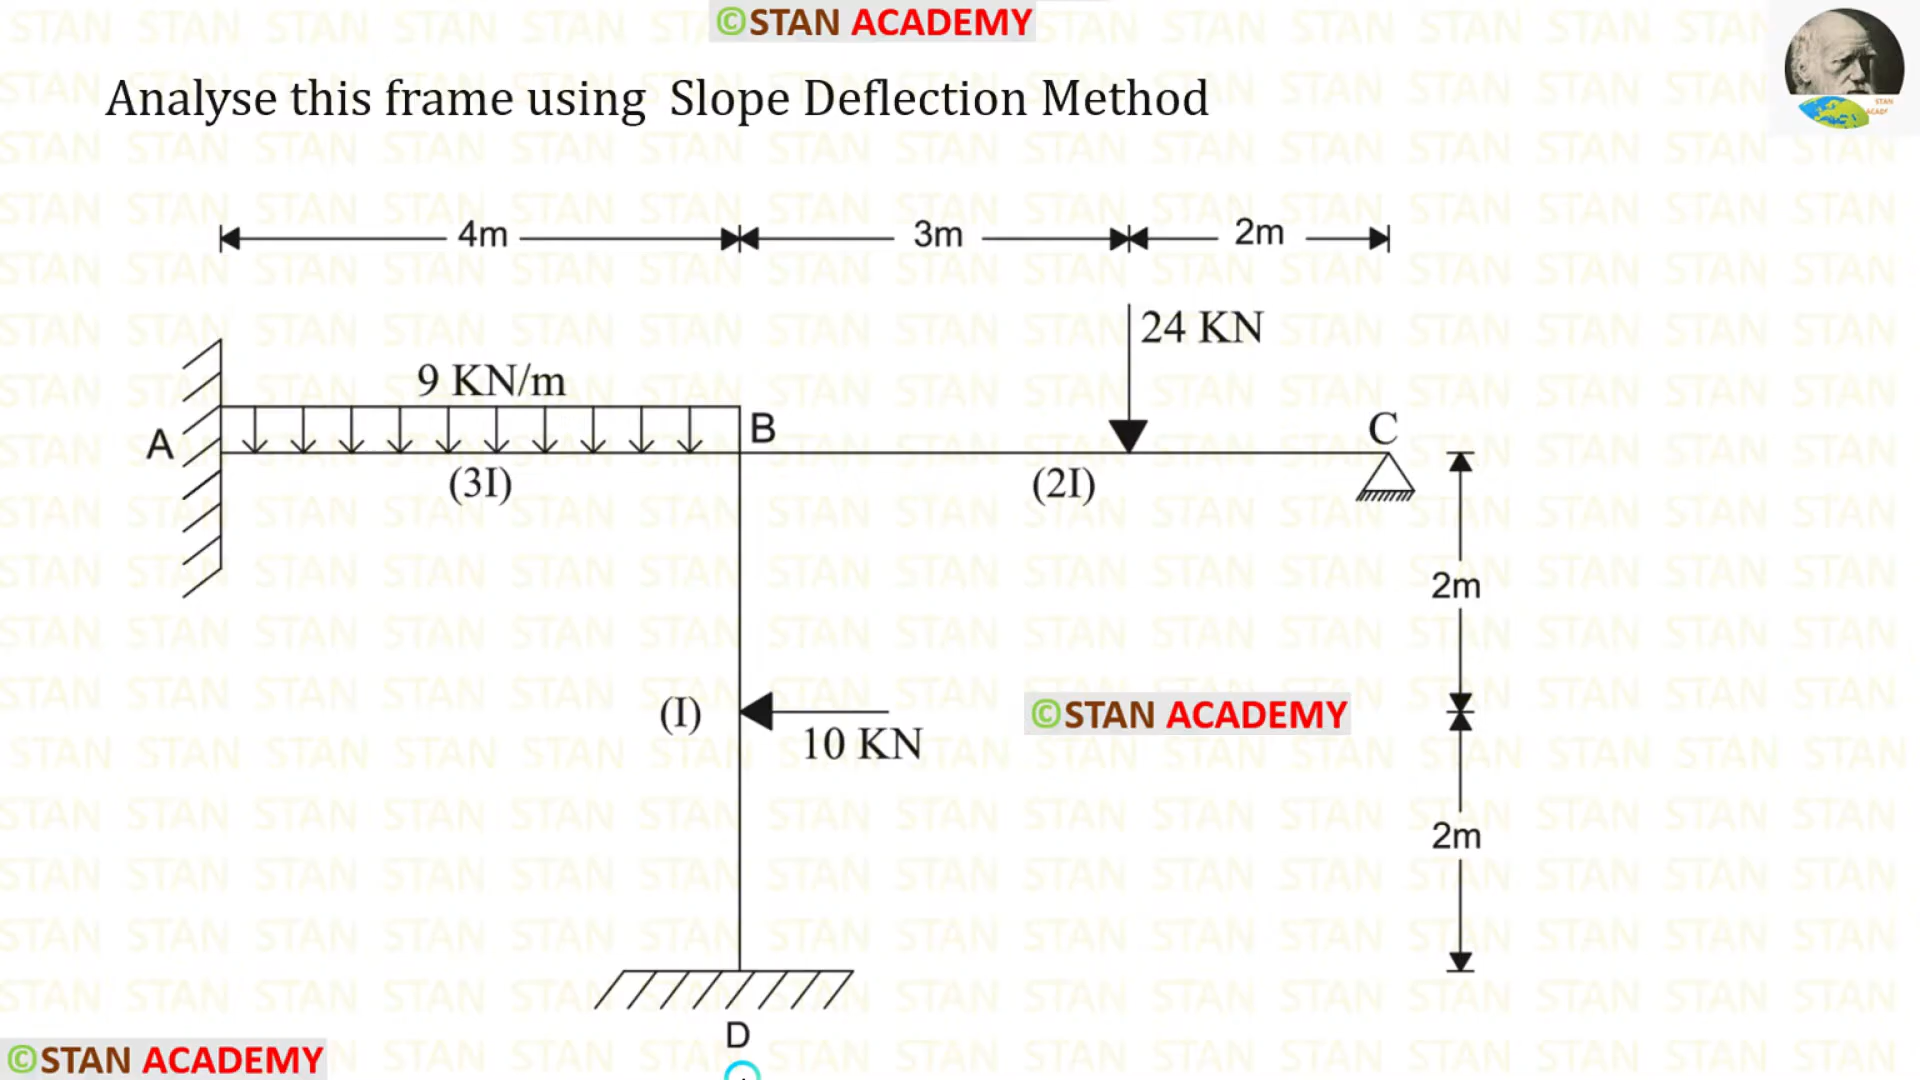 ©STAN ACADEMY
Analyse this frame using Slope Deflection Method
4m 3m 2m
24 KN
9 KN/m
A B C
(3I) (2I)
2m
(I) ©STAN ACADEMY
10 KN
2m
D
©STAN ACADEMY